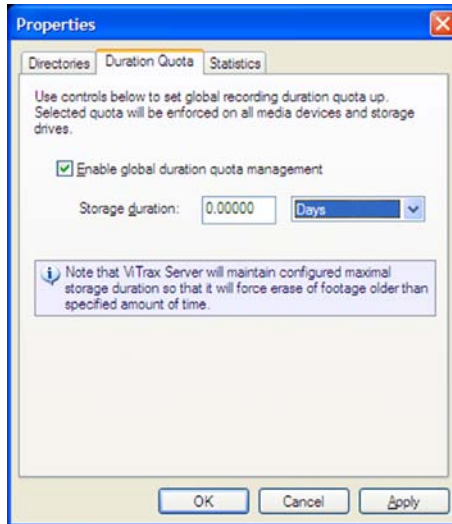 Properties
Directories Duration Quota Statistics
Use controls below to set global recording duration quota up.
Selected quota will be enforced on all media devices and storage
drives.
Enable global duration quota management
Storage duration: 0.00000 Days
Note that ViTrax Server will maintain configured maximal
storage duration so that it will force erase of footage older than
specified amount of time.
OK Cancel Apply